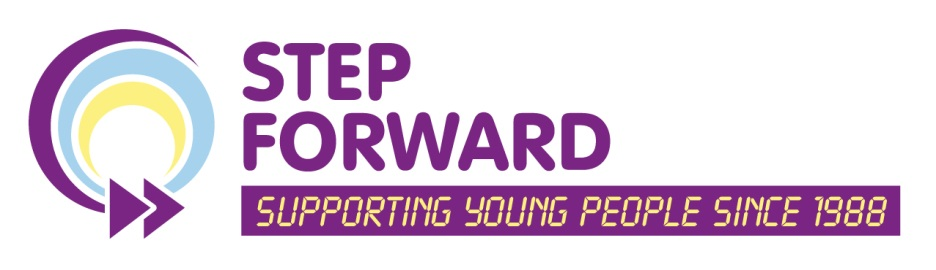 STEP
FORWARD
SUPPORTING YOUNG PEOPLE SINCE 1988